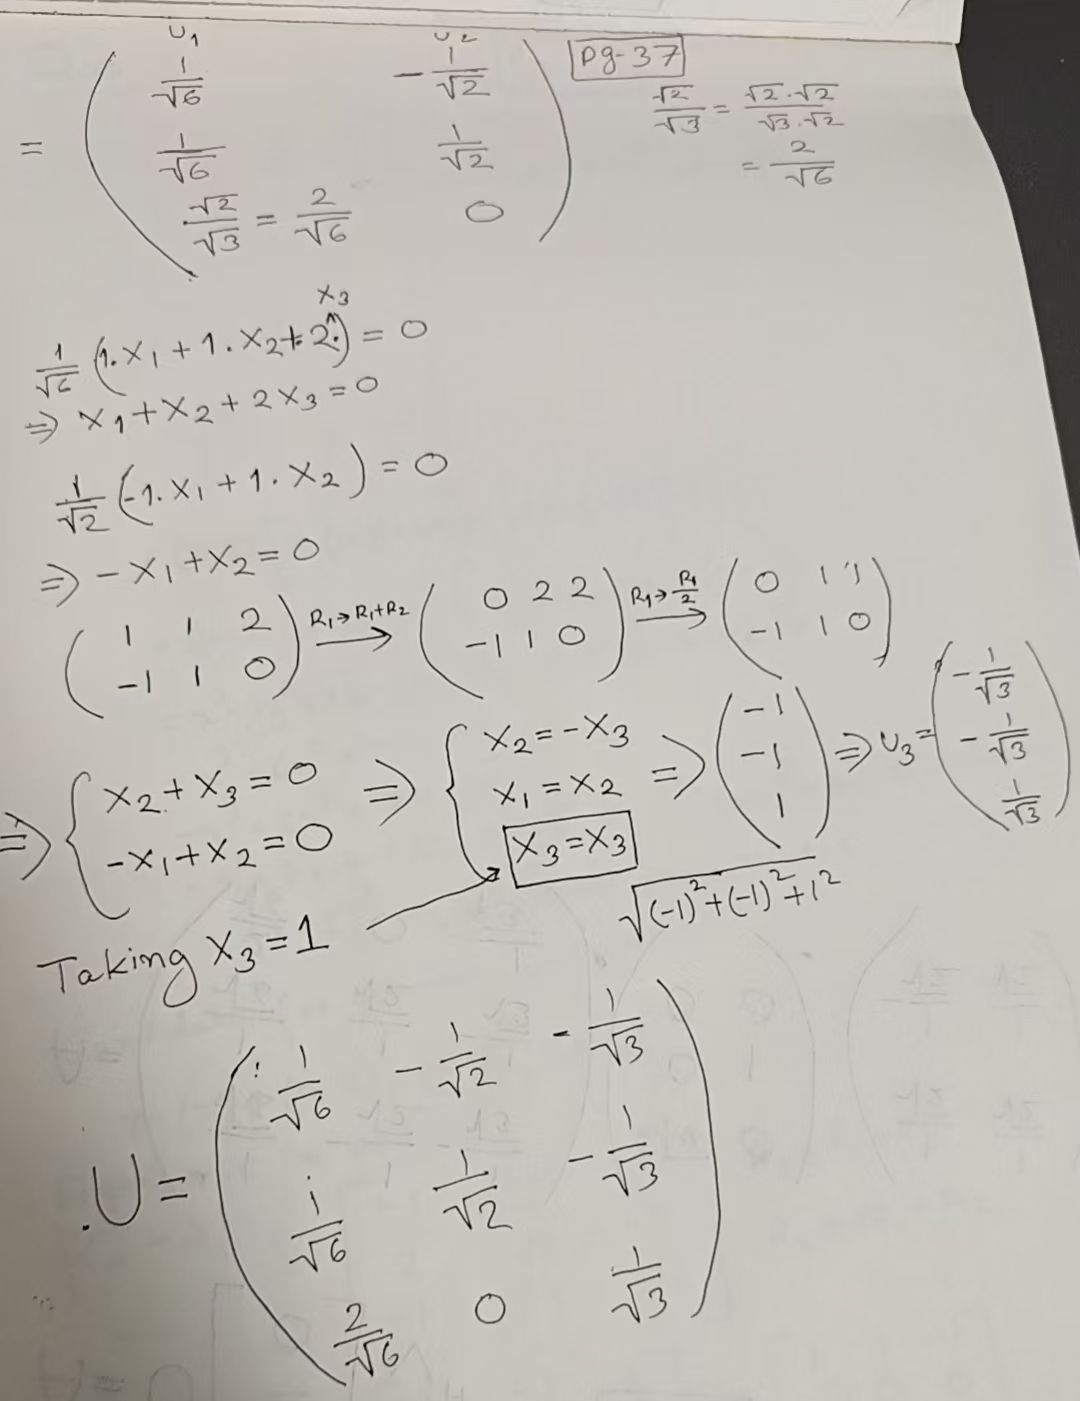 U₁ U₂
= ( 1/√6 -1/√2 ) Pg-37
( 1/√6 1/√2 ) √2/√3 = √2.√2/√3.√2
( √2/√3 = 2/√6 0 ) = 2/√6
x₃
1/√6 (1.x₁ + 1.x₂ + 2.) = 0
⇒ x₁ + x₂ + 2x₃ = 0
1/√2 (-1.x₁ + 1.x₂) = 0
⇒ -x₁ + x₂ = 0
( 1 1 2 ) R₁→R₁+R₂ ( 0 2 2 ) R₁→R₁/2 ( 0 1 1 )
( -1 1 0 ) → ( -1 1 0 ) → ( -1 1 0 )
⇒ { x₂ + x₃ = 0 ⇒ { x₂ = -x₃ ⇒ ( -1 ) ⇒ U₃ = ( -1/√3 )
-x₁ + x₂ = 0 x₁ = x₂ ( -1 ) ( -1/√3 )
x₃ = x₃ ( 1 ) ( 1/√3 )
Taking x₃ = 1 √(-1)²+(-1)²+1²
( 1/√6 -1/√2 -1/√3 )
.U = ( 1/√6 1/√2 -1/√3 )
( 2/√6 0 1/√3 )